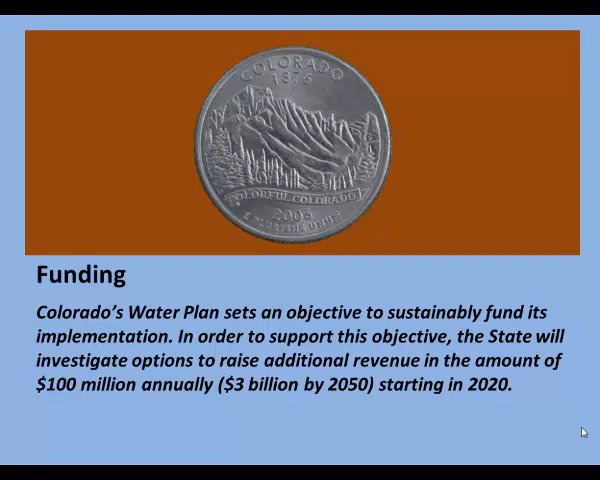 COLORADO
1876
COLORFUL COLORADO
2006
E PLURIBUS UNUM
Funding
Colorado's Water Plan sets an objective to sustainably fund its
implementation. In order to support this objective, the State will
investigate options to raise additional revenue in the amount of
$100 million annually ($3 billion by 2050) starting in 2020.